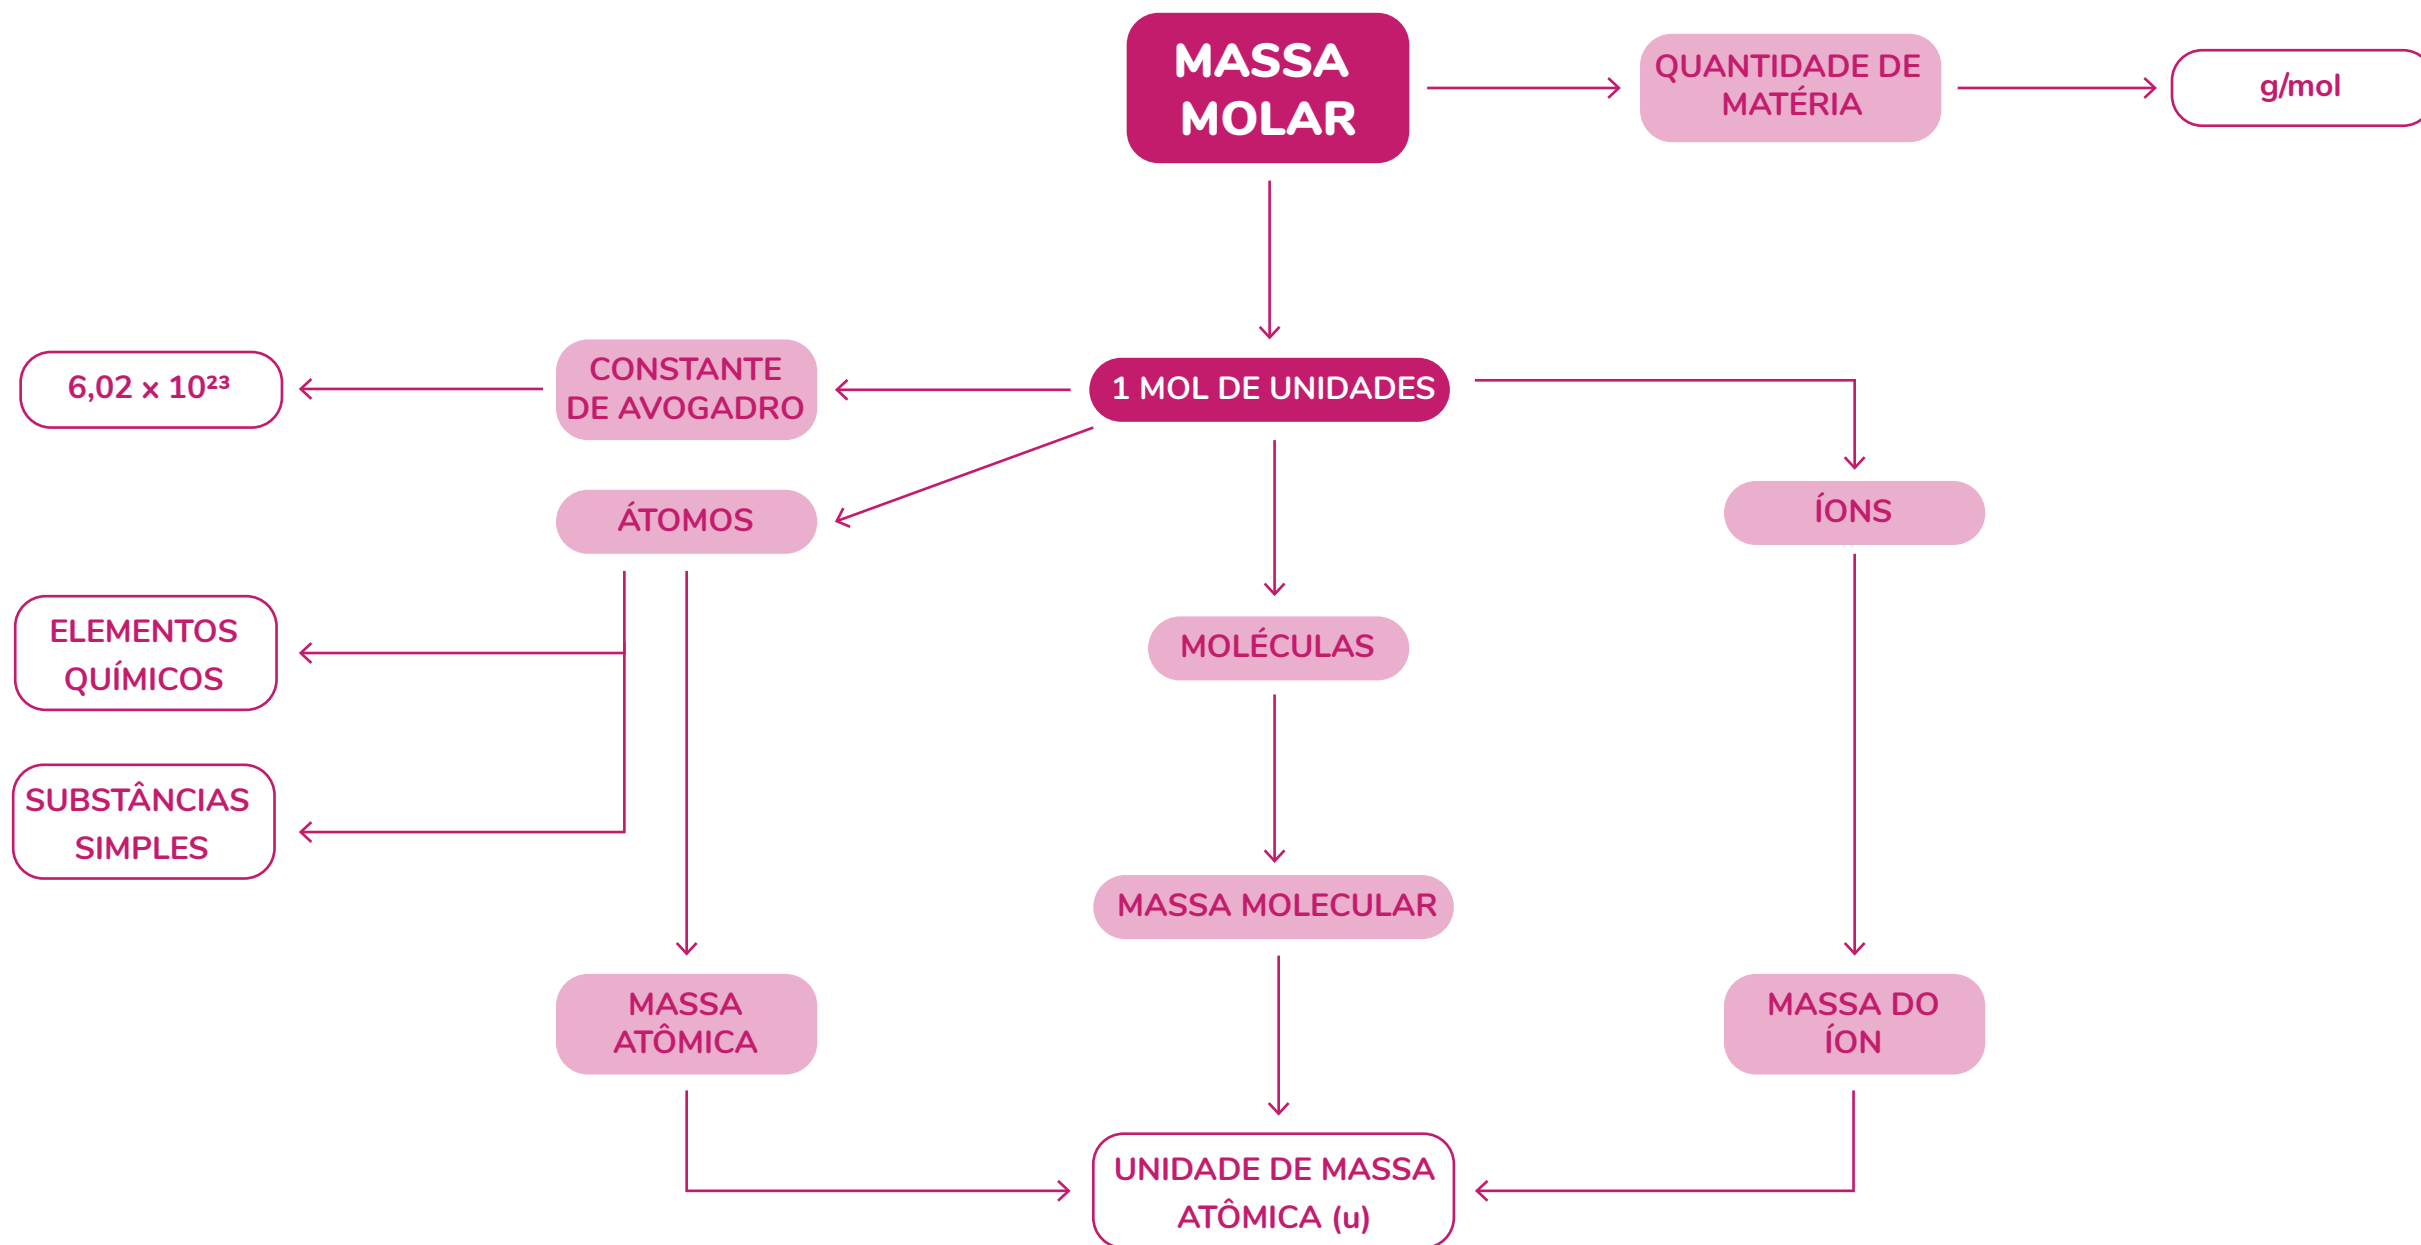 MASSA
MOLAR
QUANTIDADE DE
MATÉRIA
g/mol
6,02 x 10²³
CONSTANTE
DE AVOGADRO
1 MOL DE UNIDADES
ÁTOMOS
ÍONS
ELEMENTOS
QUÍMICOS
MOLÉCULAS
SUBSTÂNCIAS
SIMPLES
MASSA MOLECULAR
MASSA
ATÔMICA
MASSA DO
ÍON
UNIDADE DE MASSA
ATÔMICA (u)